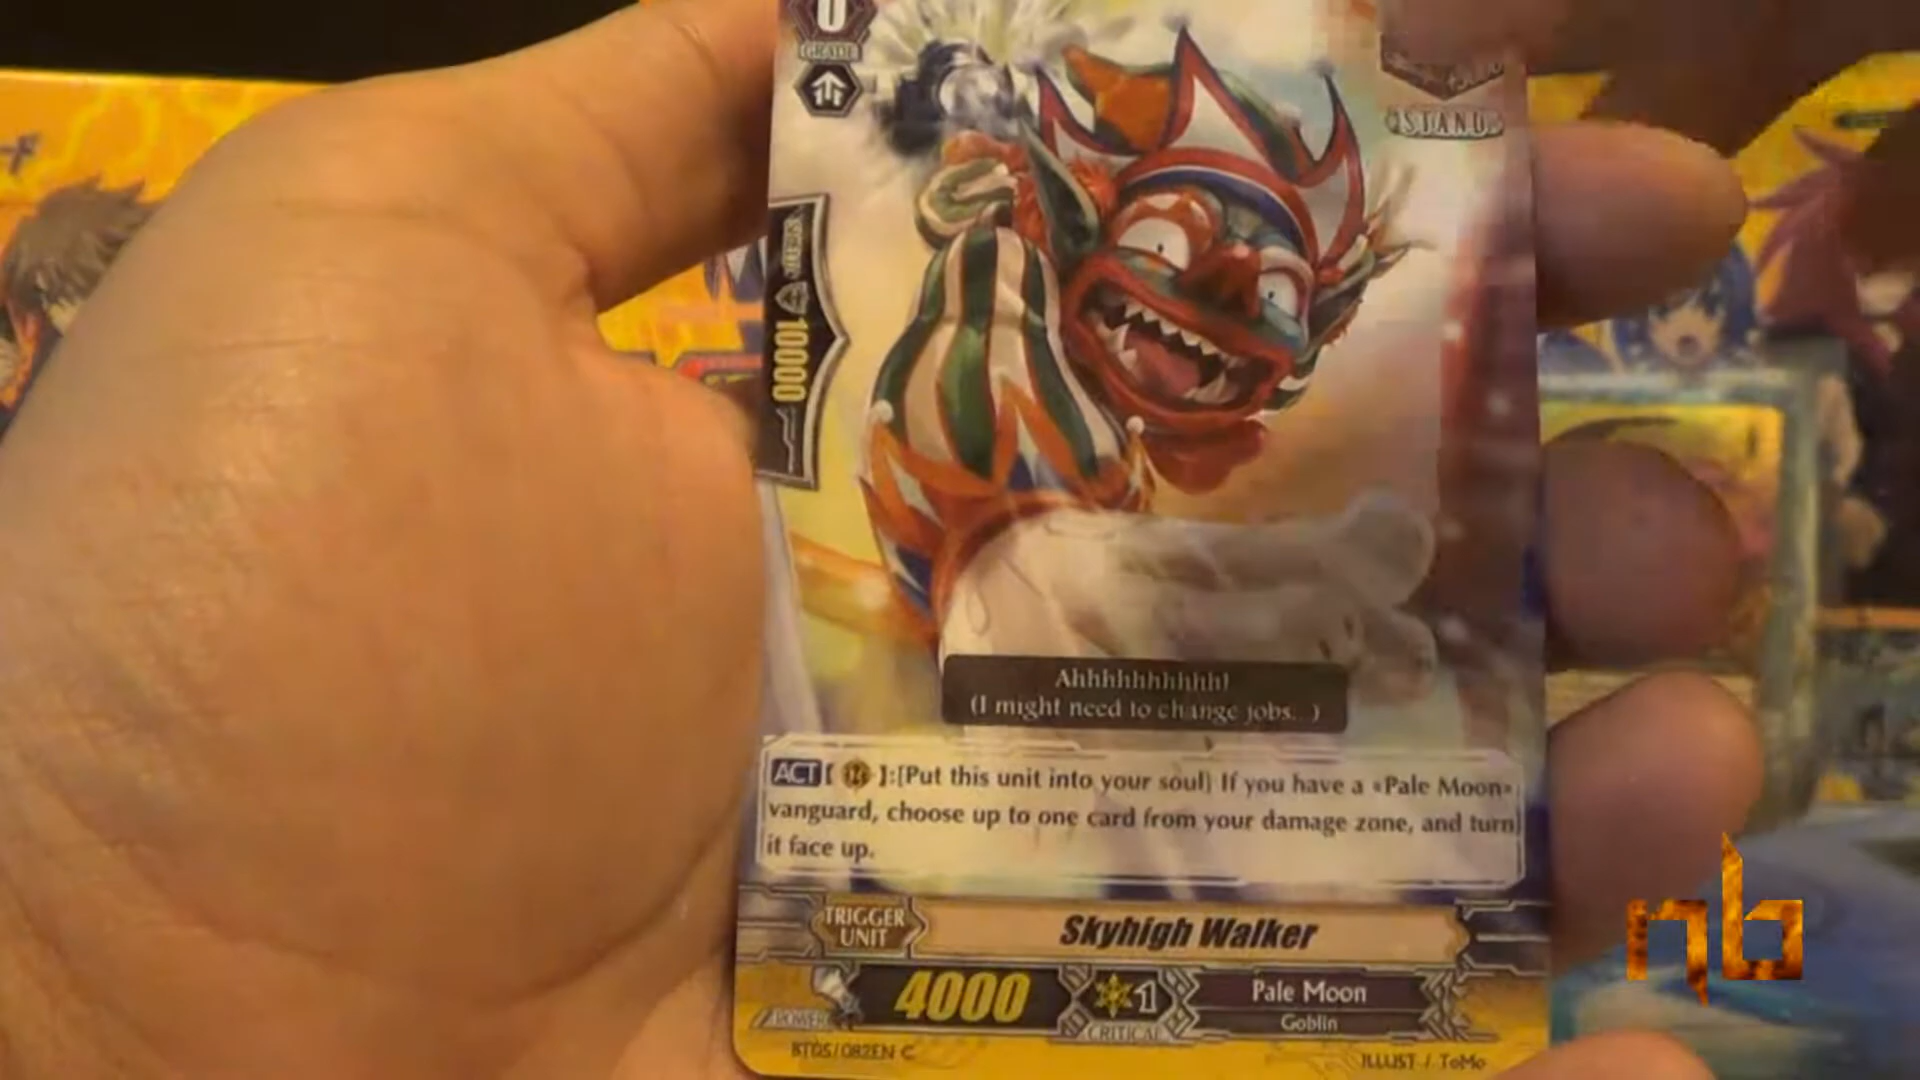 0
GRADE
STAND
SHIELD
10000
Ahhhhhhhhhh!
(I might need to change jobs...)
ACT [ ]:[Put this unit into your soul] If you have a «Pale Moon»
vanguard, choose up to one card from your damage zone, and turn
it face up.
TRIGGER
UNIT
Skyhigh Walker
POWER
4000
1
CRITICAL
Pale Moon
Goblin
BT05/082EN C
ILLUST / ToMo
nb